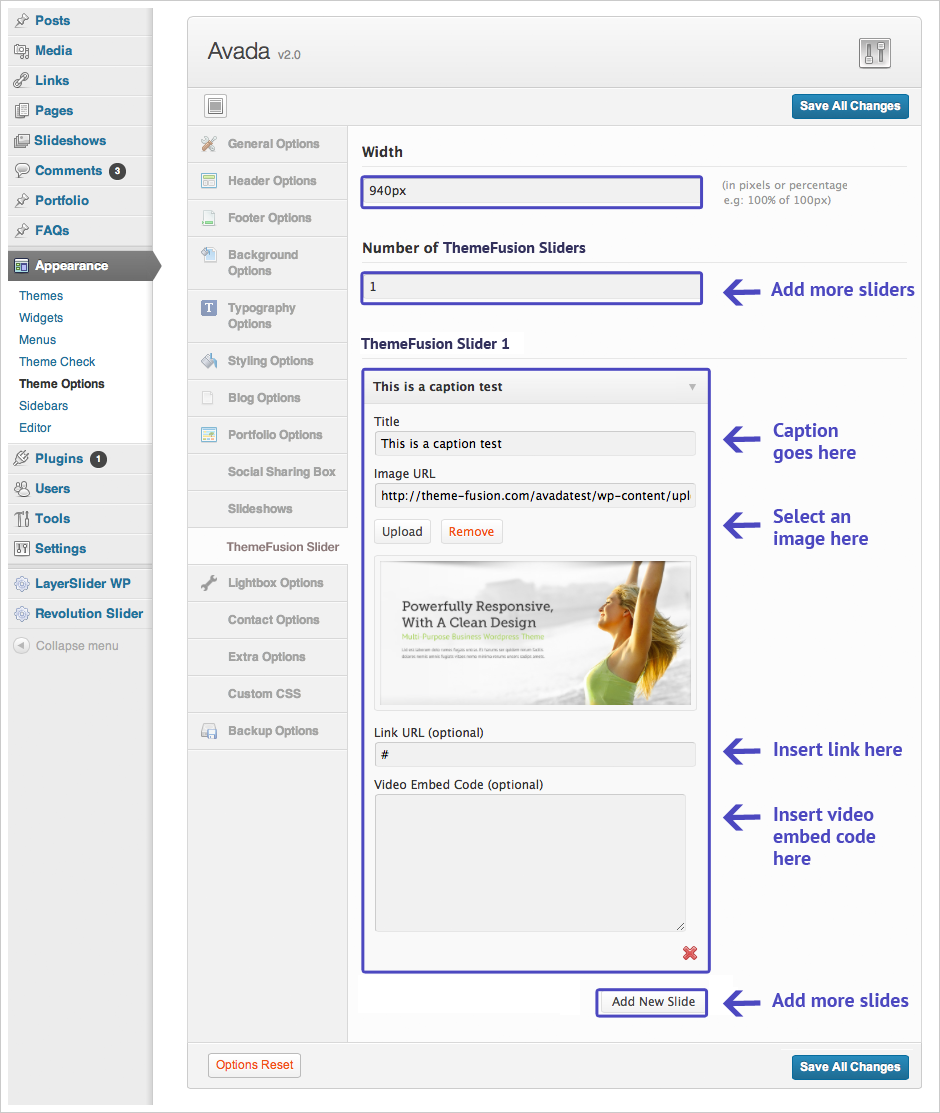 Posts
Media
Links
Pages
Slideshows
Comments 3
Portfolio
FAQs
Appearance
Themes
Widgets
Menus
Theme Check
Theme Options
Sidebars
Editor
Plugins 1
Users
Tools
Settings
LayerSlider WP
Revolution Slider
Collapse menu
Avada v2.0
Save All Changes
General Options
Header Options
Footer Options
Background
Options
Typography
Options
Styling Options
Blog Options
Portfolio Options
Social Sharing Box
Slideshows
ThemeFusion Slider
Lightbox Options
Contact Options
Extra Options
Custom CSS
Backup Options
Width
940px
(in pixels or percentage
e.g: 100% of 100px)
Number of ThemeFusion Sliders
1
Add more sliders
ThemeFusion Slider 1
This is a caption test
Title
This is a caption test
Caption
goes here
Image URL
http://theme-fusion.com/avadatest/wp-content/upl
Upload
Remove
Select an
image here
Powerfully Responsive,
With A Clean Design
Multi-Purpose Business Wordpress Theme
Link URL (optional)
#
Insert link here
Video Embed Code (optional)
Insert video
embed code
here
Add New Slide
Add more slides
Options Reset
Save All Changes